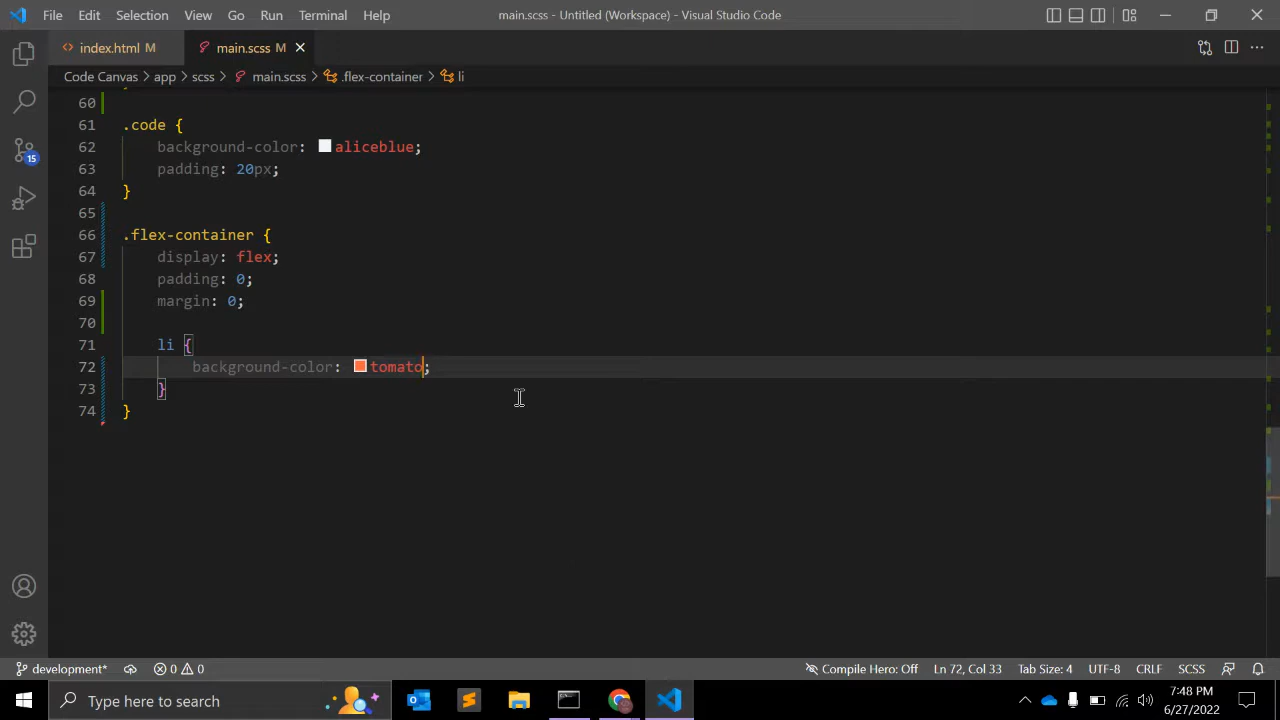 File Edit Selection View Go Run Terminal Help main.scss - Untitled (Workspace) - Visual Studio Code
index.html M main.scss M
Code Canvas > app > scss > main.scss > .flex-container > li
60
61 .code {
62 background-color: aliceblue;
63 padding: 20px;
64 }
65
66 .flex-container {
67 display: flex;
68 padding: 0;
69 margin: 0;
70
71 li {
72 background-color: tomato;
73 }
74 }
15
development* 0 0 Compile Hero: Off Ln 72, Col 33 Tab Size: 4 UTF-8 CRLF SCSS
Type here to search
7:48 PM
6/27/2022